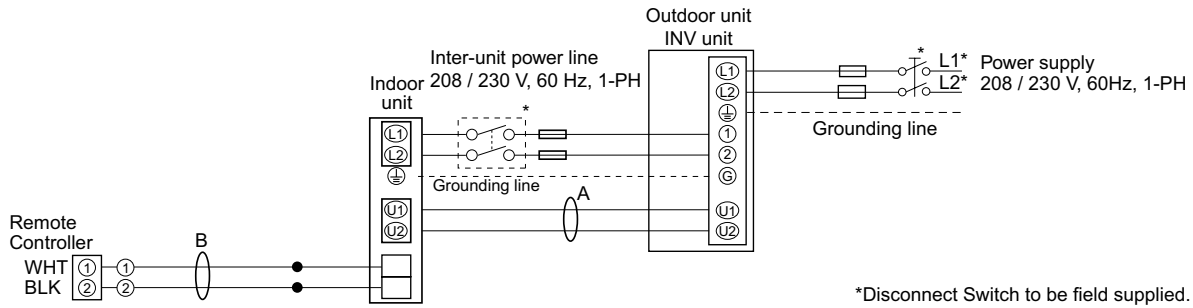 Outdoor unit
INV unit
Inter-unit power line
208 / 230 V, 60 Hz, 1-PH
*
L1*
L2*
Power supply
208 / 230 V, 60Hz, 1-PH
L1
L2
1
2
G
U1
U2
Grounding line
Indoor
unit
*
L1
L2
Grounding line
A
U1
U2
Remote
Controller
B
WHT 1 1
BLK 2 2
*Disconnect Switch to be field supplied.